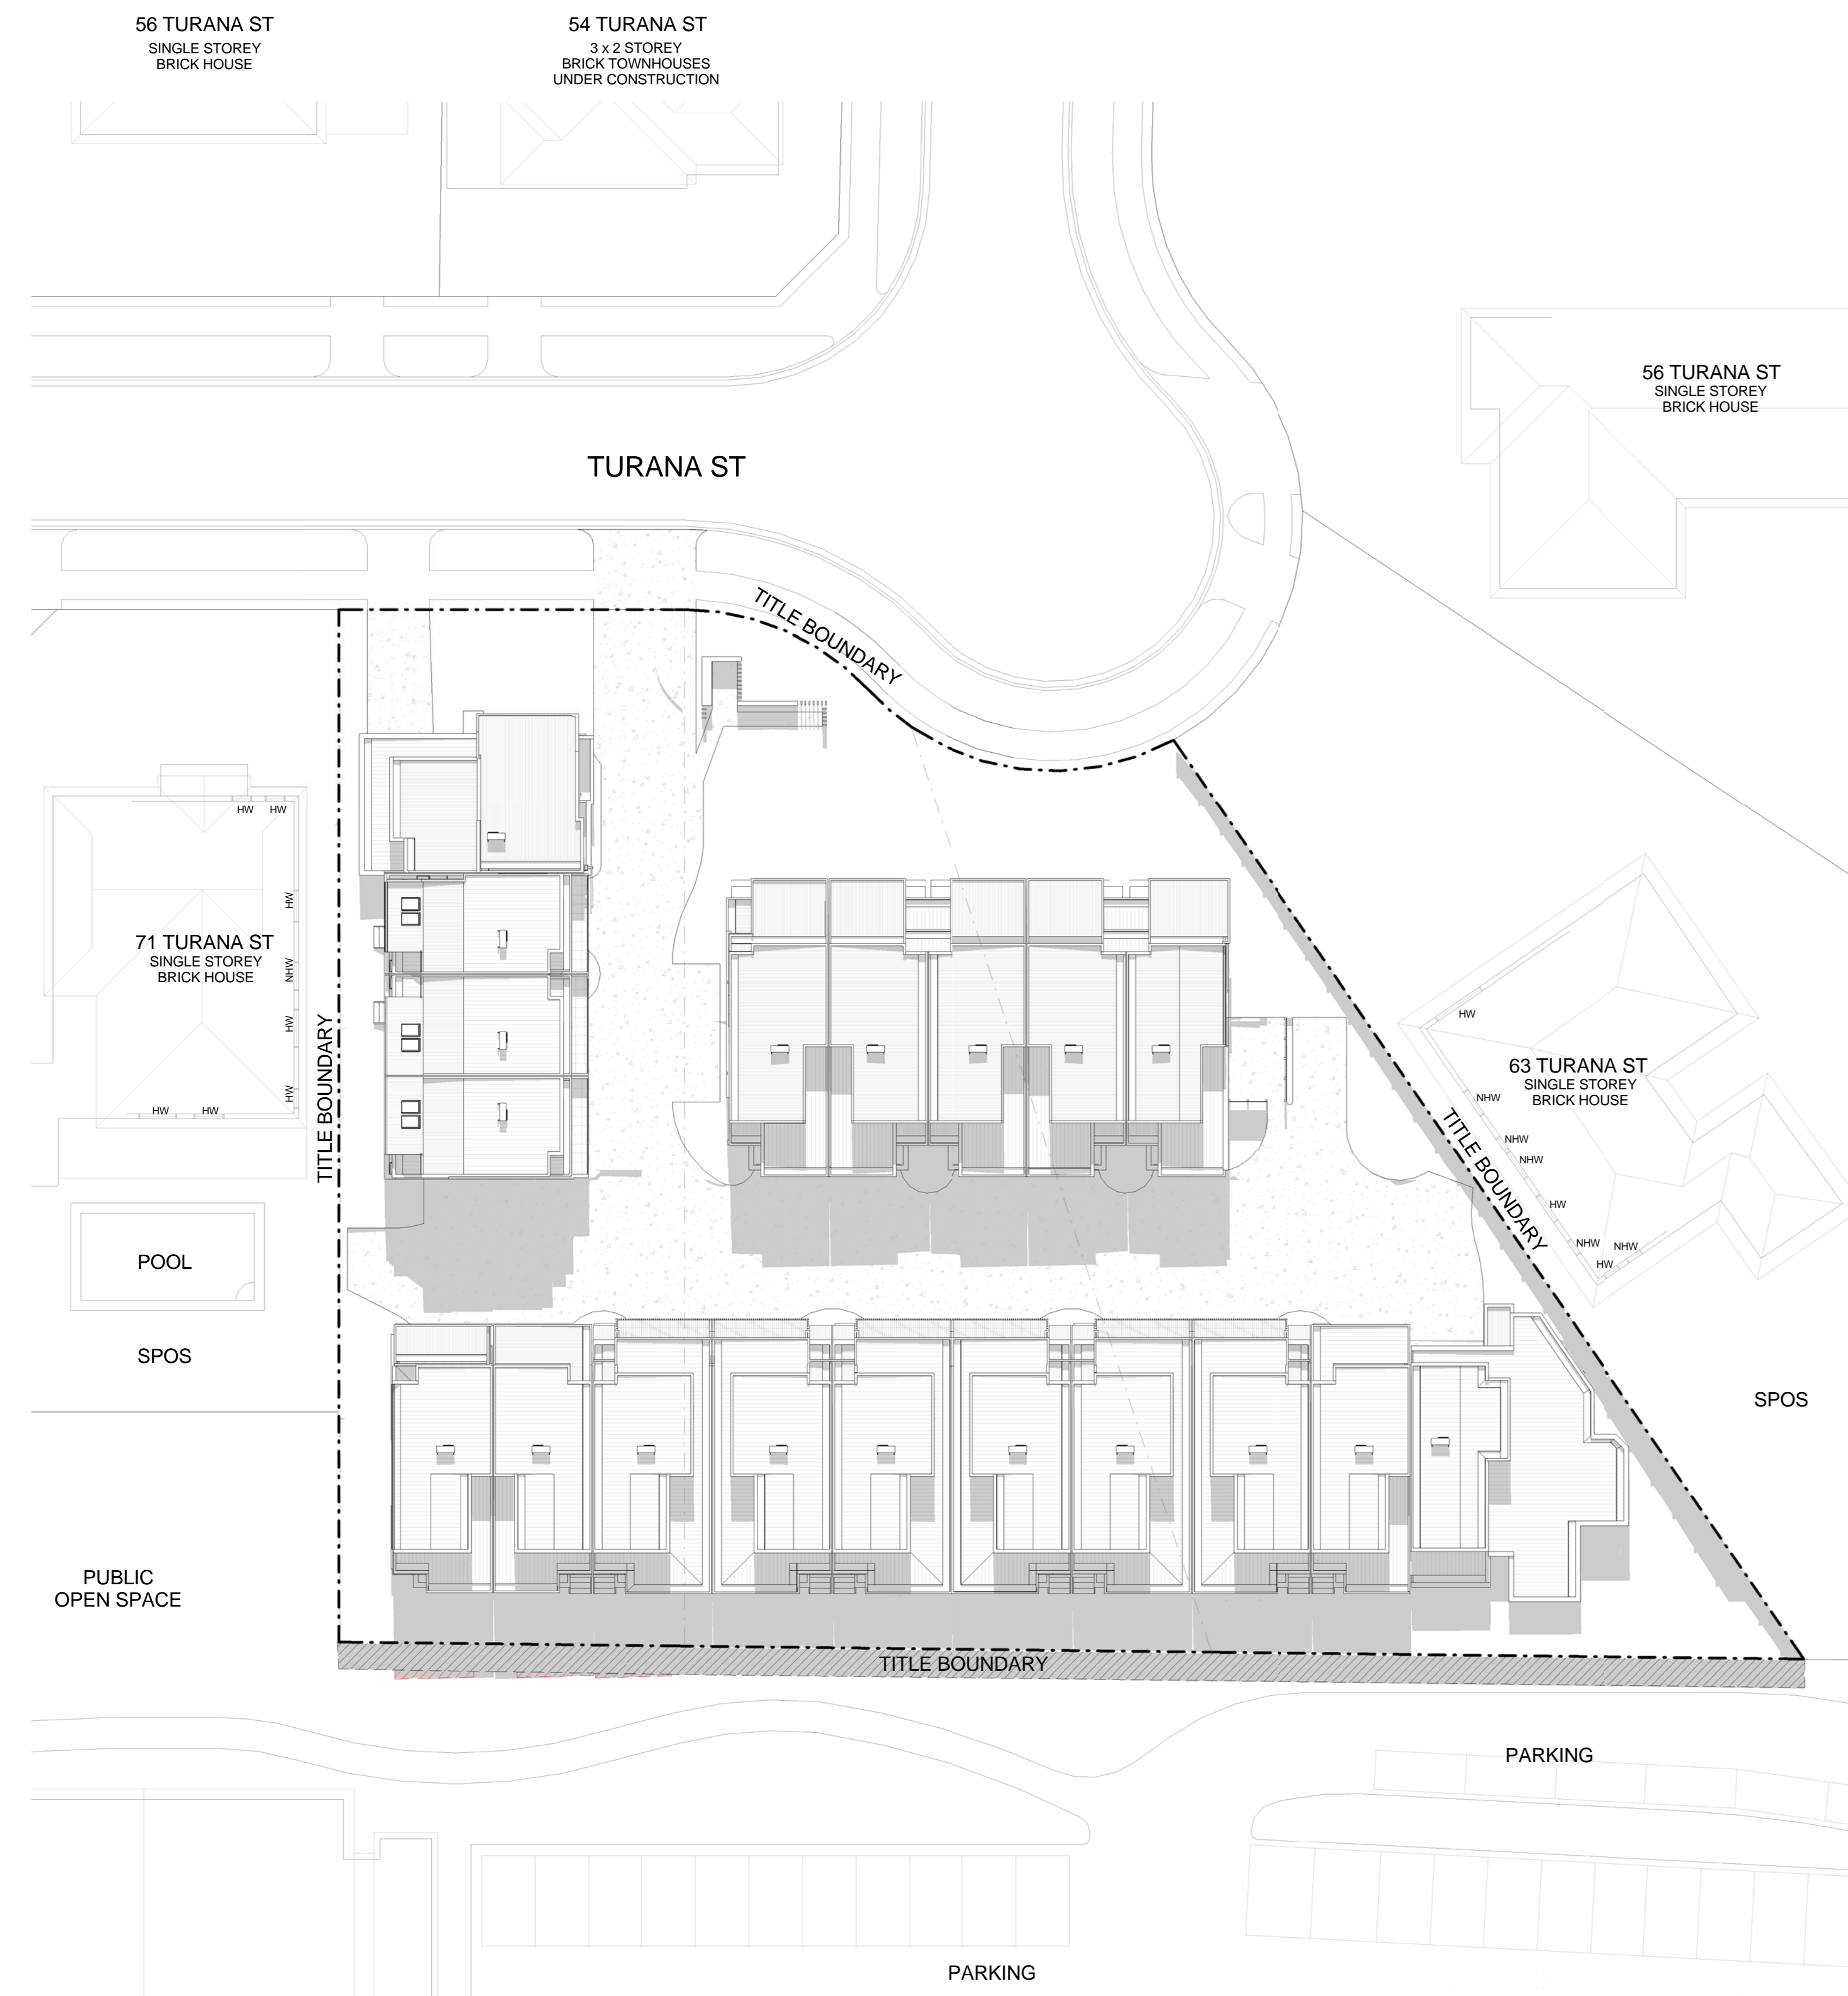 56 TURANA ST
SINGLE STOREY
BRICK HOUSE
54 TURANA ST
3 x 2 STOREY
BRICK TOWNHOUSES
UNDER CONSTRUCTION
56 TURANA ST
SINGLE STOREY
BRICK HOUSE
TURANA ST
TITLE BOUNDARY
HW
HW
HW
71 TURANA ST
SINGLE STOREY
BRICK HOUSE
NHW
HW
HW
HW
HW
TITLE BOUNDARY
HW
63 TURANA ST
SINGLE STOREY
BRICK HOUSE
NHW
NHW
NHW
HW
NHW
NHW
HW
TITLE BOUNDARY
POOL
SPOS
SPOS
PUBLIC
OPEN SPACE
TITLE BOUNDARY
PARKING
PARKING